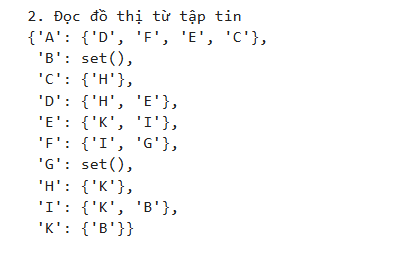 2. Đọc đồ thị từ tập tin
{'A': {'D', 'F', 'E', 'C'},
'B': set(),
'C': {'H'},
'D': {'H', 'E'},
'E': {'K', 'I'},
'F': {'I', 'G'},
'G': set(),
'H': {'K'},
'I': {'K', 'B'},
'K': {'B'}}